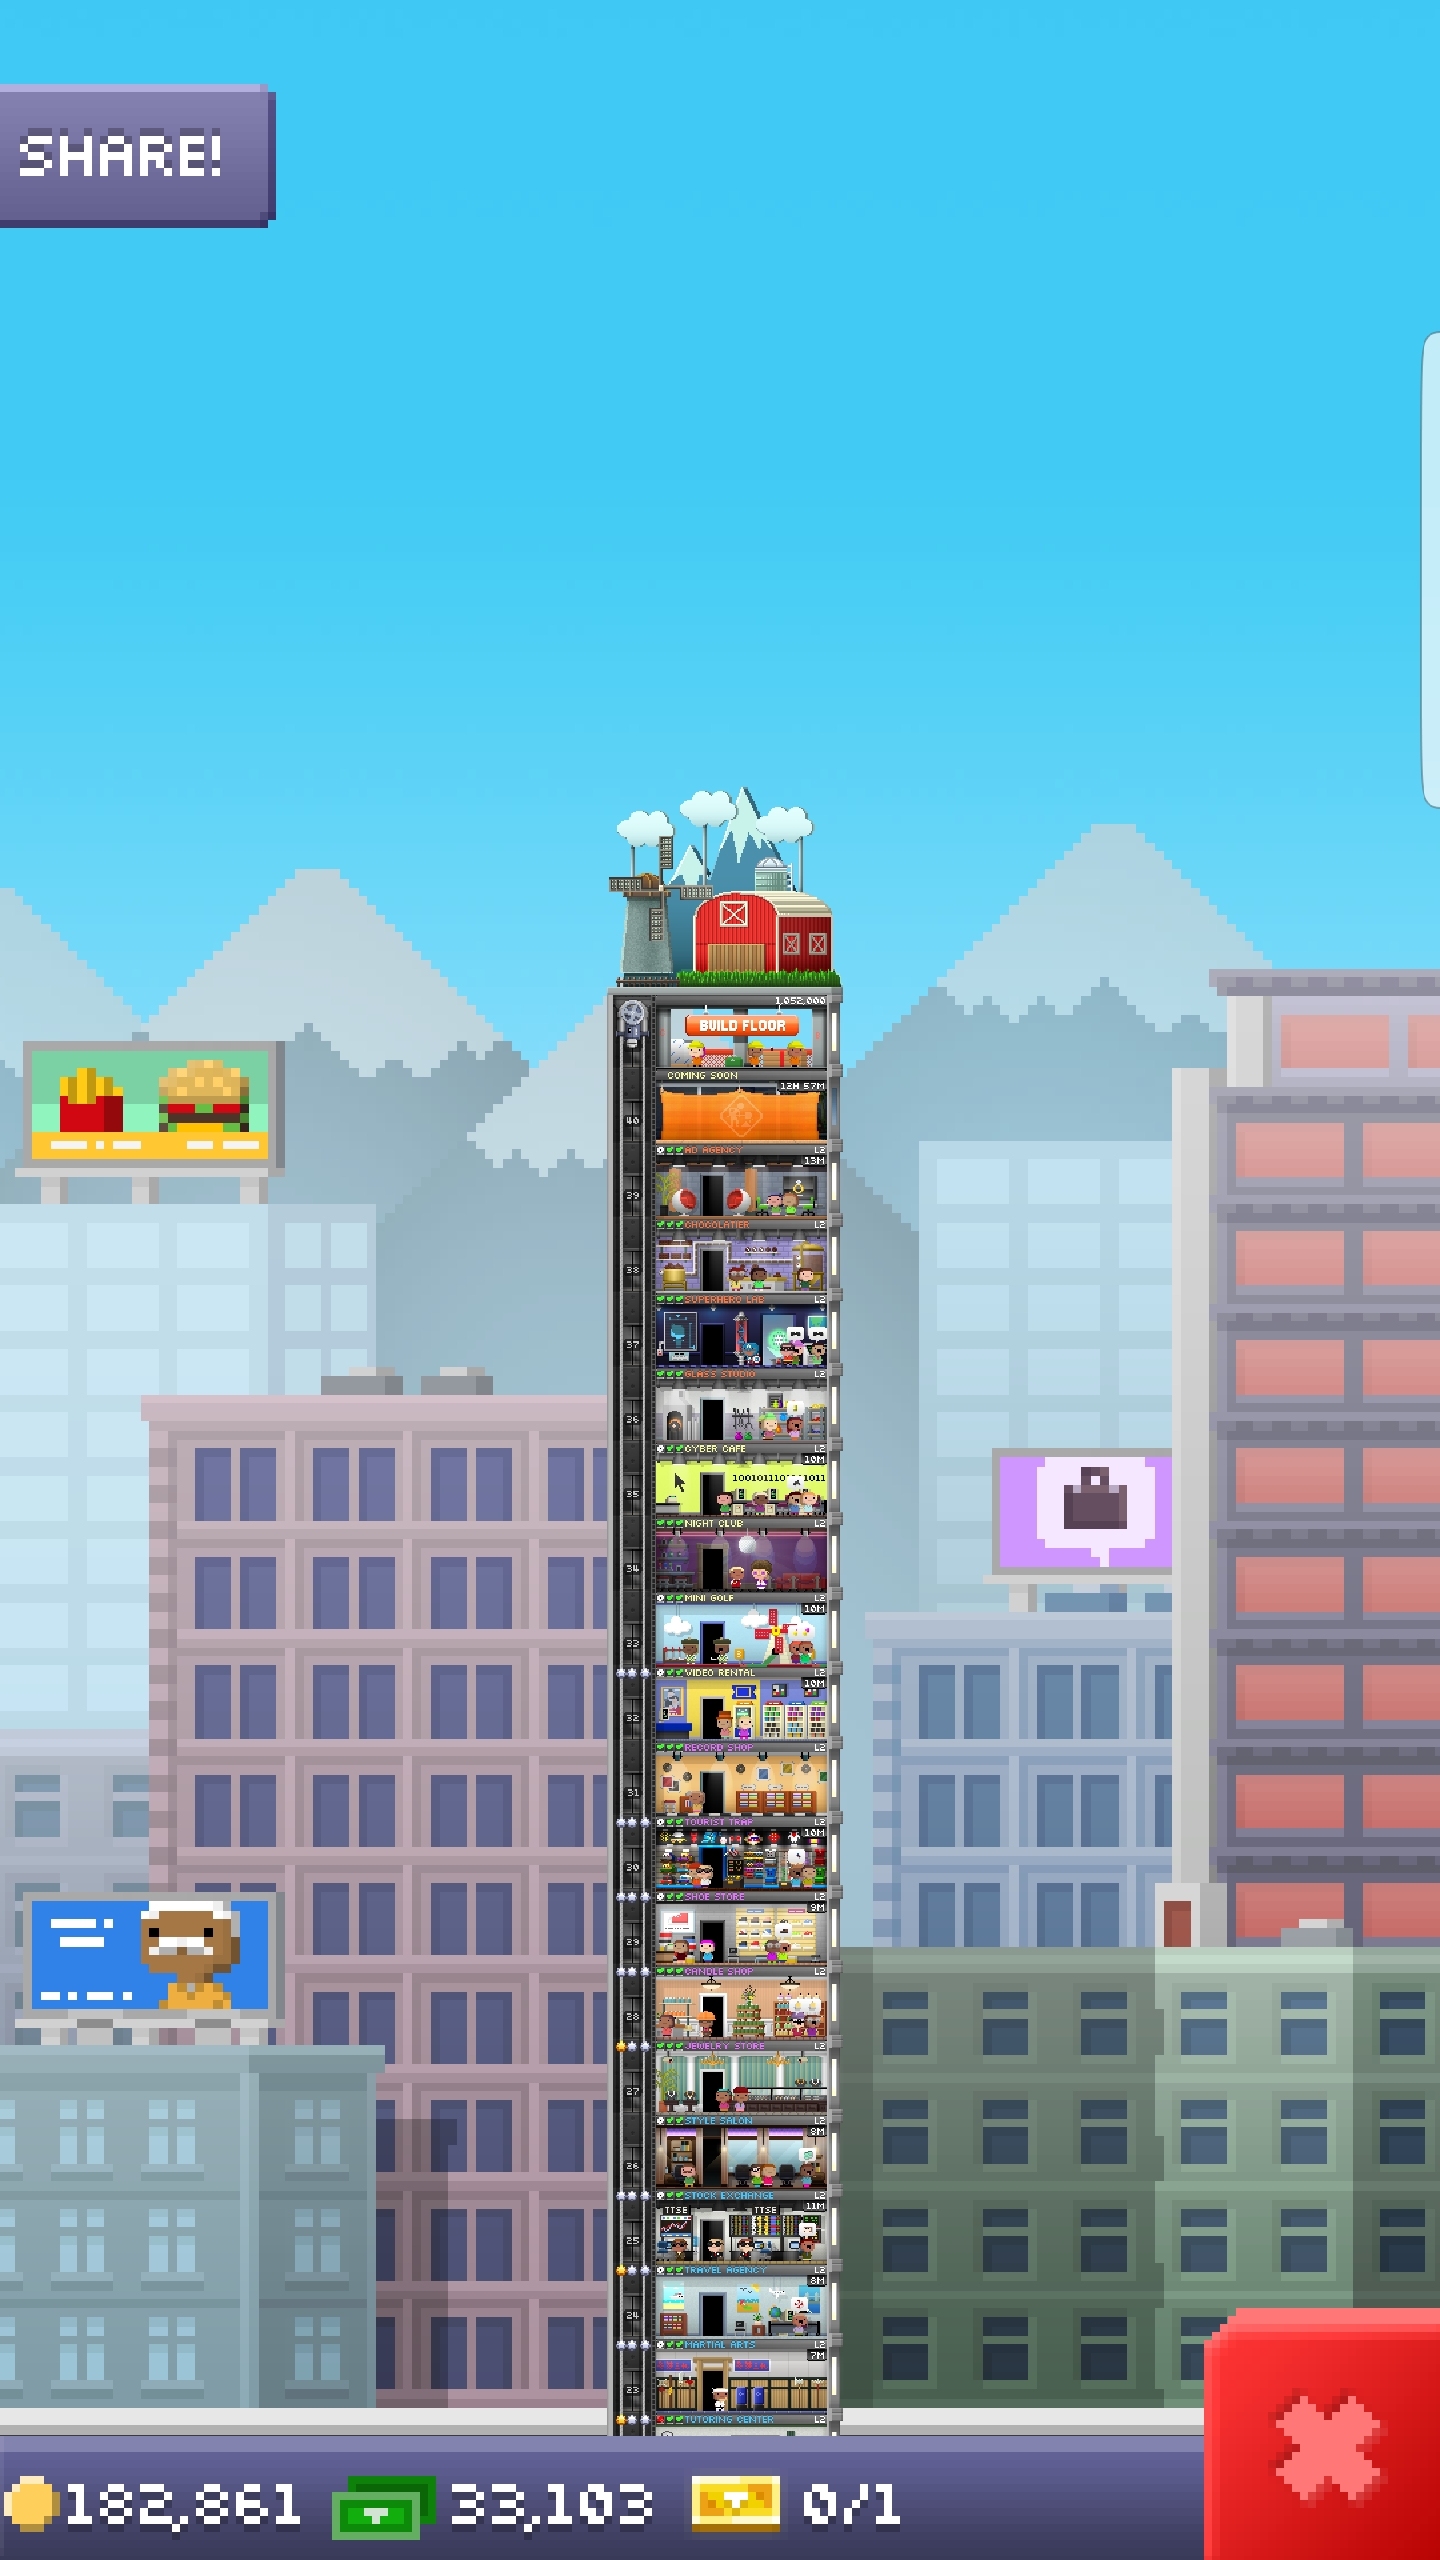 SHARE!
1,052,000
BUILD FLOOR
COMING SOON
12H 57M
40
AD AGENCY L2
13M
39
CHOCOLATIER L2
38
SUPERHERO LAB L2
37
GLASS STUDIO L2
36
CYBER CAFE L2
10M
35
NIGHT CLUB L2
34
MINI GOLF L2
10M
33
VIDEO RENTAL L2
10M
32
RECORD SHOP L2
31
TOURIST TRAP L2
10M
30
SHOE STORE L2
9M
29
CANDLE SHOP L2
28
JEWELRY STORE L2
27
STYLE SALON L2
26
STOCK EXCHANGE L2
11M
TTSE TTSE
25
TRAVEL AGENCY L2
8M
24
MARTIAL ARTS L2
7M
23
TUTORING CENTER L2
182,861 33,103 0/1